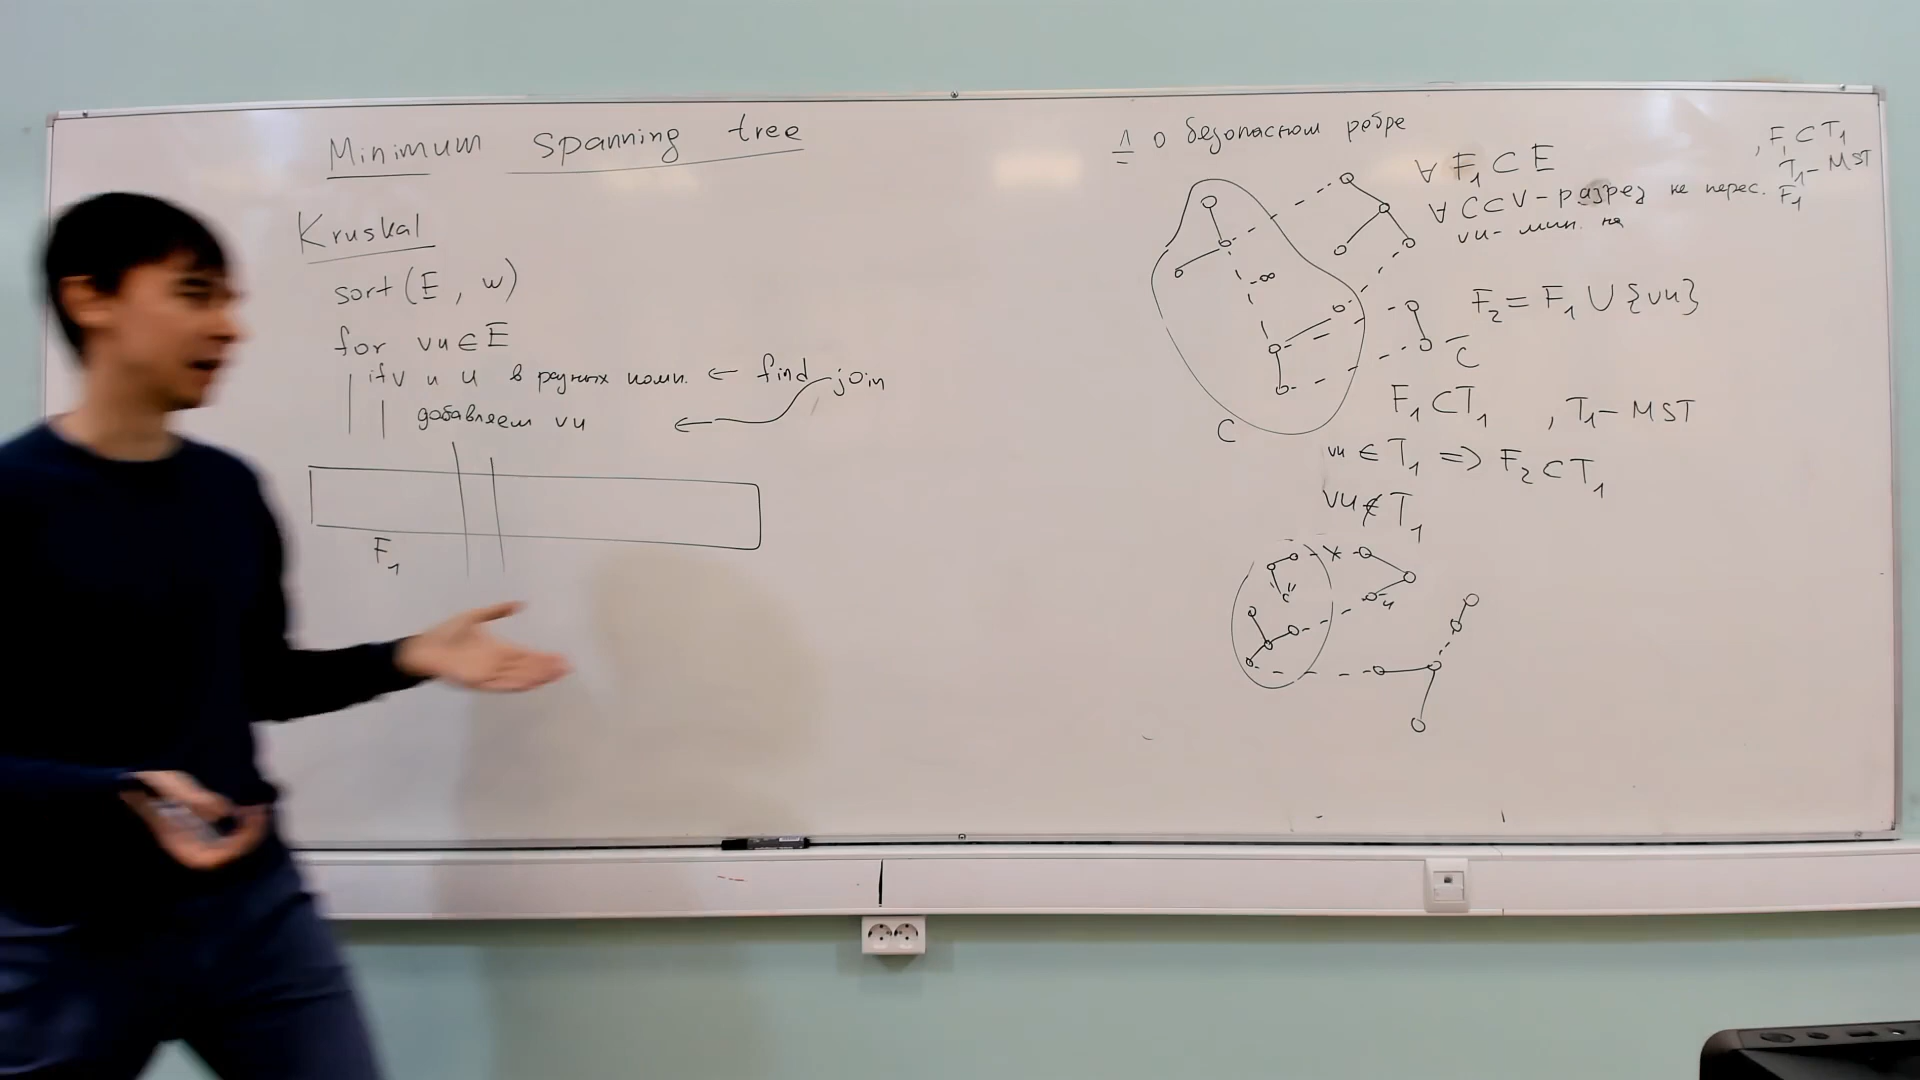 Minimum spanning tree
Kruskal
sort (E, w)
for vu ∈ E
if v и u в разных комп. ← find join
добавляем vu ←
F₁
Л о безопасном ребре
∀ F₁ ⊂ E , F₁ ⊂ T₁
T₁ - MST
∀ C ⊂ V - разрез не перес. F₁
vu - мин. на
-∞
F₂ = F₁ ∪ {vu}
C̅
C
F₁ ⊂ T₁ , T₁ - MST
vu ∈ T₁ => F₂ ⊂ T₁
vu ∉ T₁
u